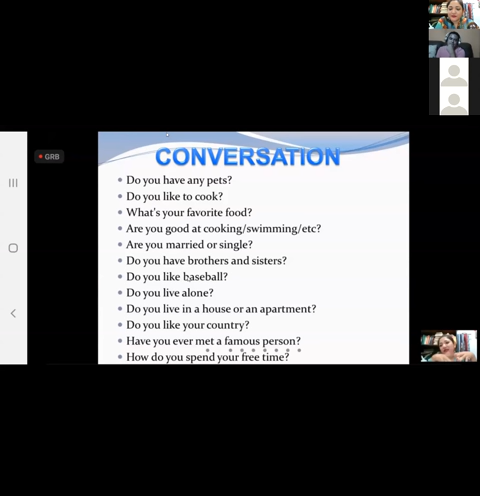 GRB
CONVERSATION
• Do you have any pets?
• Do you like to cook?
• What's your favorite food?
• Are you good at cooking/swimming/etc?
• Are you married or single?
• Do you have brothers and sisters?
• Do you like baseball?
• Do you live alone?
• Do you live in a house or an apartment?
• Do you like your country?
• Have you ever met a famous person?
• How do you spend your free time?